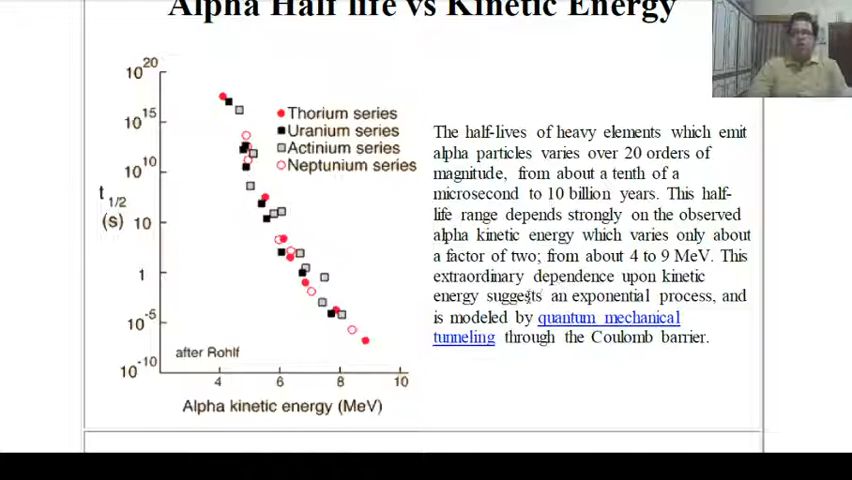 Alpha Half life vs Kinetic Energy
10^20
10^15
10^10
10
1
10^-5
10^-10
t 1/2
(s)
Thorium series
Uranium series
Actinium series
Neptunium series
after Rohlf
4 6 8 10
Alpha kinetic energy (MeV)
The half-lives of heavy elements which emit
alpha particles varies over 20 orders of
magnitude, from about a tenth of a
microsecond to 10 billion years. This half-
life range depends strongly on the observed
alpha kinetic energy which varies only about
a factor of two; from about 4 to 9 MeV. This
extraordinary dependence upon kinetic
energy suggests an exponential process, and
is modeled by quantum mechanical
tunneling through the Coulomb barrier.